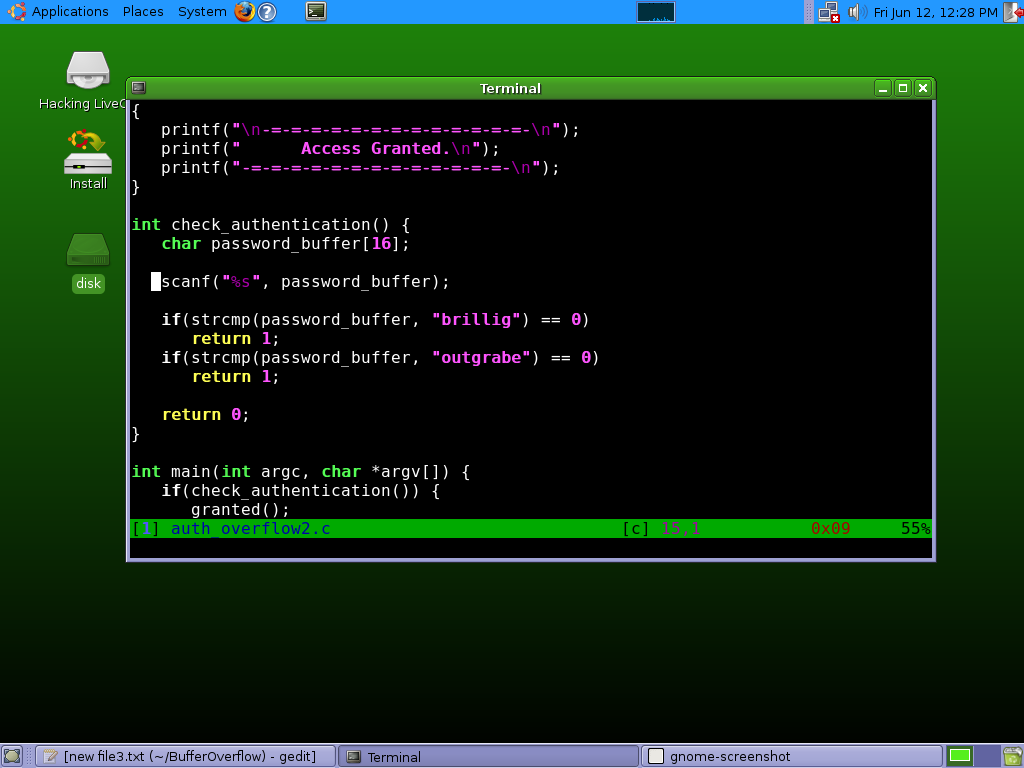 Applications Places System Fri Jun 12, 12:28 PM
Hacking LiveC
Install
disk
Terminal
{
   printf("\n-=-=-=-=-=-=-=-=-=-=-=-=-=-\n");
   printf("      Access Granted.\n");
   printf("-=-=-=-=-=-=-=-=-=-=-=-=-=-\n");
}
int check_authentication() {
   char password_buffer[16];
   scanf("%s", password_buffer);
   if(strcmp(password_buffer, "brillig") == 0)
      return 1;
   if(strcmp(password_buffer, "outgrabe") == 0)
      return 1;
   return 0;
}
int main(int argc, char *argv[]) {
   if(check_authentication()) {
      granted();
[1] auth_overflow2.c [c] 15,1 0x09 55%
[new file3.txt (~/BufferOverflow) - gedit] Terminal gnome-screenshot